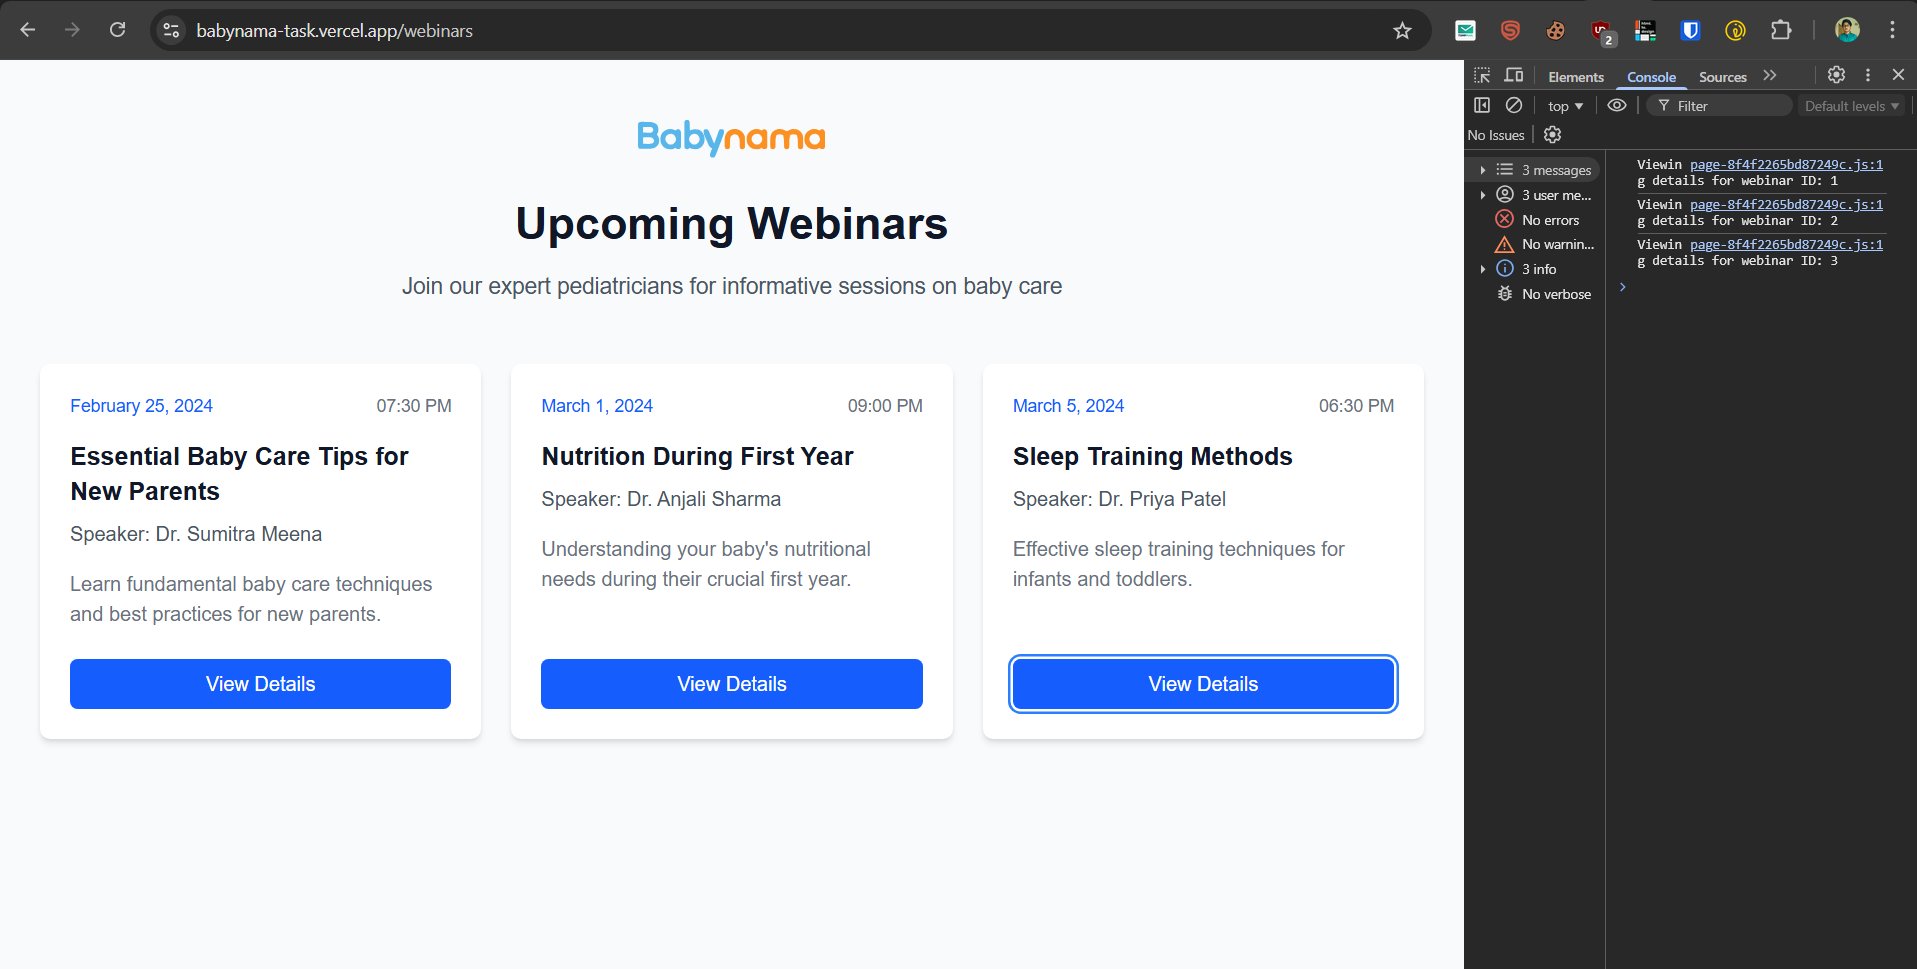 babynama-task.vercel.app/webinars
2
Babynama
Upcoming Webinars
Join our expert pediatricians for informative sessions on baby care
February 25, 2024
07:30 PM
Essential Baby Care Tips for
New Parents
Speaker: Dr. Sumitra Meena
Learn fundamental baby care techniques
and best practices for new parents.
View Details
March 1, 2024
09:00 PM
Nutrition During First Year
Speaker: Dr. Anjali Sharma
Understanding your baby's nutritional
needs during their crucial first year.
View Details
March 5, 2024
06:30 PM
Sleep Training Methods
Speaker: Dr. Priya Patel
Effective sleep training techniques for
infants and toddlers.
View Details
Elements Console Sources
top Filter Default levels
No Issues
3 messages
3 user me...
No errors
No warnin...
3 info
No verbose
Viewin page-8f4f2265bd87249c.js:1
g details for webinar ID: 1
Viewin page-8f4f2265bd87249c.js:1
g details for webinar ID: 2
Viewin page-8f4f2265bd87249c.js:1
g details for webinar ID: 3